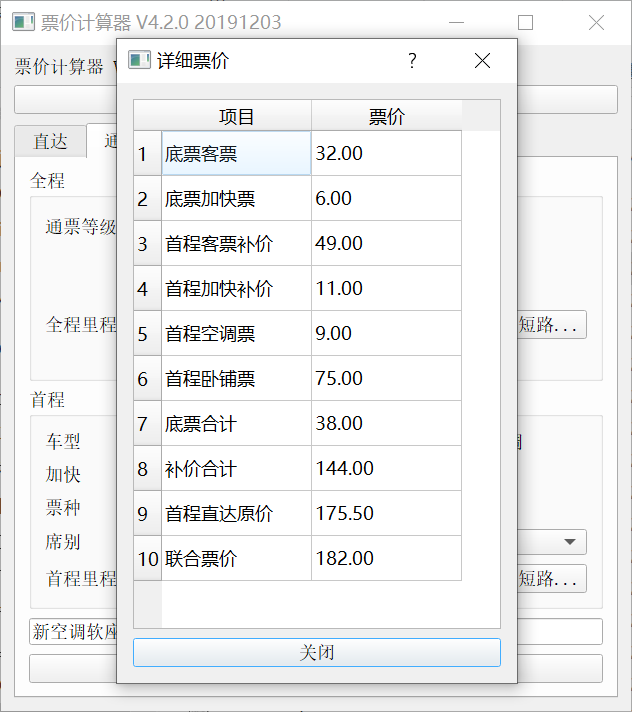 票价计算器 V4.2.0 20191203
票价计算器
直达
全程
通票等级
全程里程
短路...
首程
车型
加快
票种
席别
首程里程
短路...
新空调软座
详细票价
?
项目 票价
1 底票客票 32.00
2 底票加快票 6.00
3 首程客票补价 49.00
4 首程加快补价 11.00
5 首程空调票 9.00
6 首程卧铺票 75.00
7 底票合计 38.00
8 补价合计 144.00
9 首程直达原价 175.50
10 联合票价 182.00
关闭